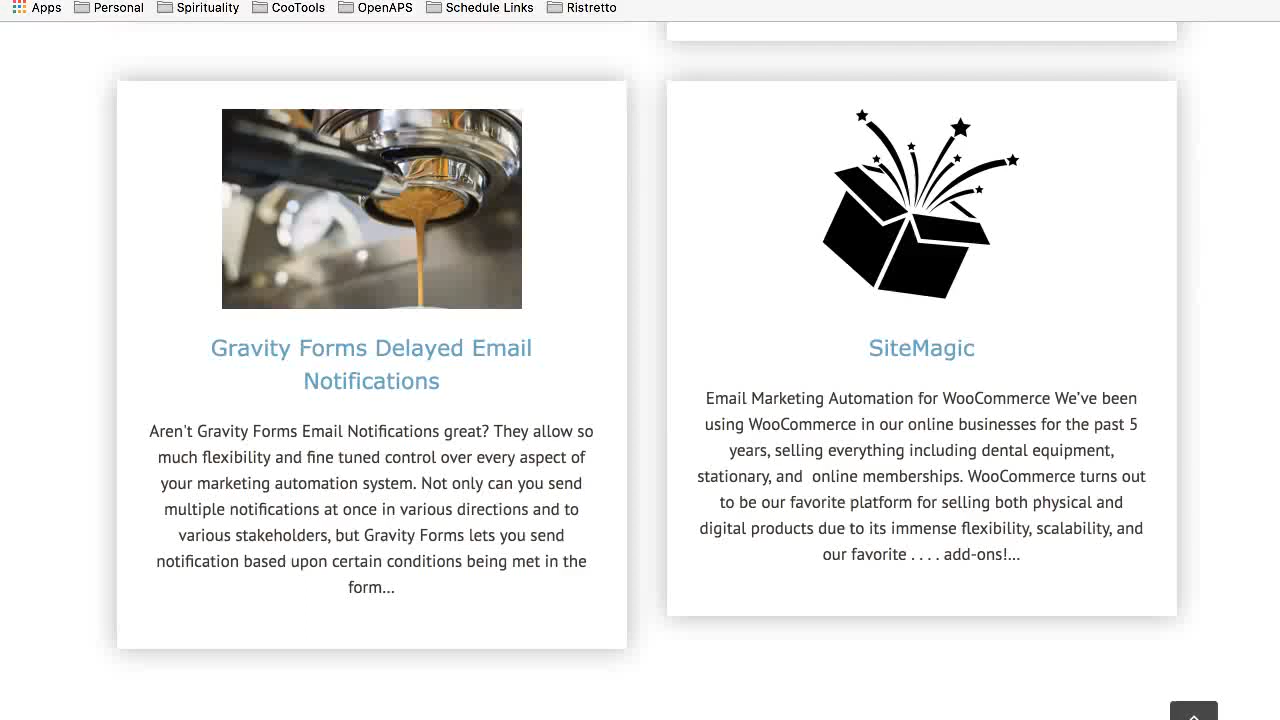 Apps Personal Spirituality CooTools OpenAPS Schedule Links Ristretto
Gravity Forms Delayed Email
Notifications
Aren't Gravity Forms Email Notifications great? They allow so
much flexibility and fine tuned control over every aspect of
your marketing automation system. Not only can you send
multiple notifications at once in various directions and to
various stakeholders, but Gravity Forms lets you send
notification based upon certain conditions being met in the
form...
SiteMagic
Email Marketing Automation for WooCommerce We've been
using WooCommerce in our online businesses for the past 5
years, selling everything including dental equipment,
stationary, and online memberships. WooCommerce turns out
to be our favorite platform for selling both physical and
digital products due to its immense flexibility, scalability, and
our favorite . . . . add-ons!...